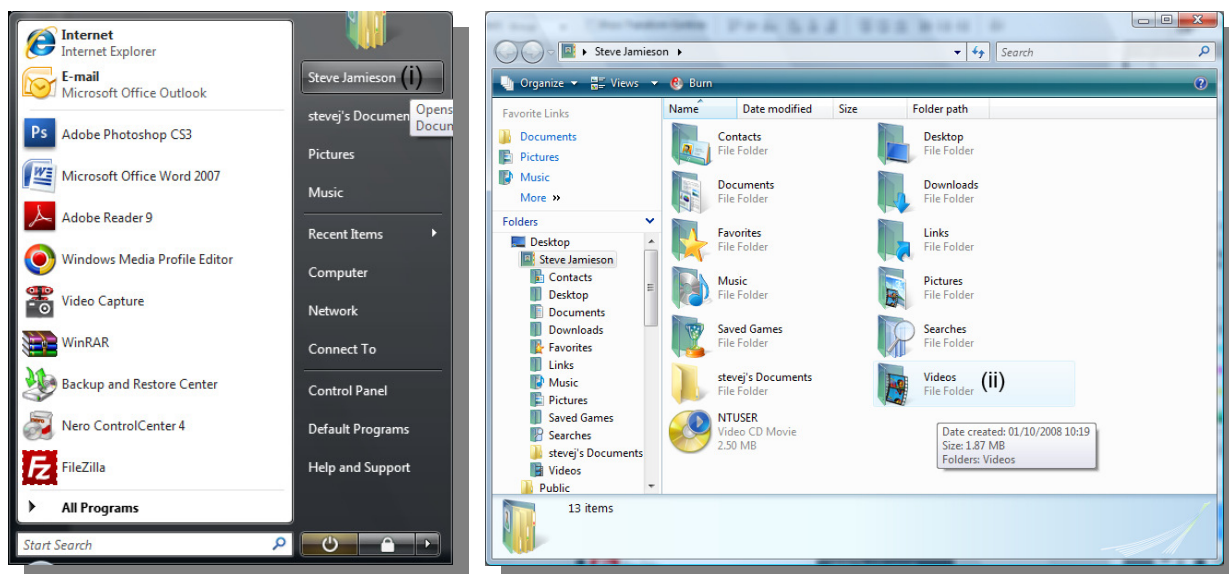 Internet
Internet Explorer
E-mail
Microsoft Office Outlook
Ps
Adobe Photoshop CS3
Microsoft Office Word 2007
Adobe Reader 9
Windows Media Profile Editor
Video Capture
WinRAR
Backup and Restore Center
Nero ControlCenter 4
FileZilla
All Programs
Start Search
Steve Jamieson (i)
stevej's Documen
Opens
Docum
Pictures
Music
Recent Items
Computer
Network
Connect To
Control Panel
Default Programs
Help and Support
Steve Jamieson
Search
Organize Views Burn
Favorite Links
Documents
Pictures
Music
More »
Folders
Desktop
Steve Jamieson
Contacts
Desktop
Documents
Downloads
Favorites
Links
Music
Pictures
Saved Games
Searches
stevej's Documents
Videos
Public
Name Date modified Size Folder path
Contacts
File Folder
Desktop
File Folder
Documents
File Folder
Downloads
File Folder
Favorites
File Folder
Links
File Folder
Music
File Folder
Pictures
File Folder
Saved Games
File Folder
Searches
File Folder
stevej's Documents
File Folder
Videos (ii)
File Folder
NTUSER
Video CD Movie
2.50 MB
Date created: 01/10/2008 10:19
Size: 1.87 MB
Folders: Videos
13 items